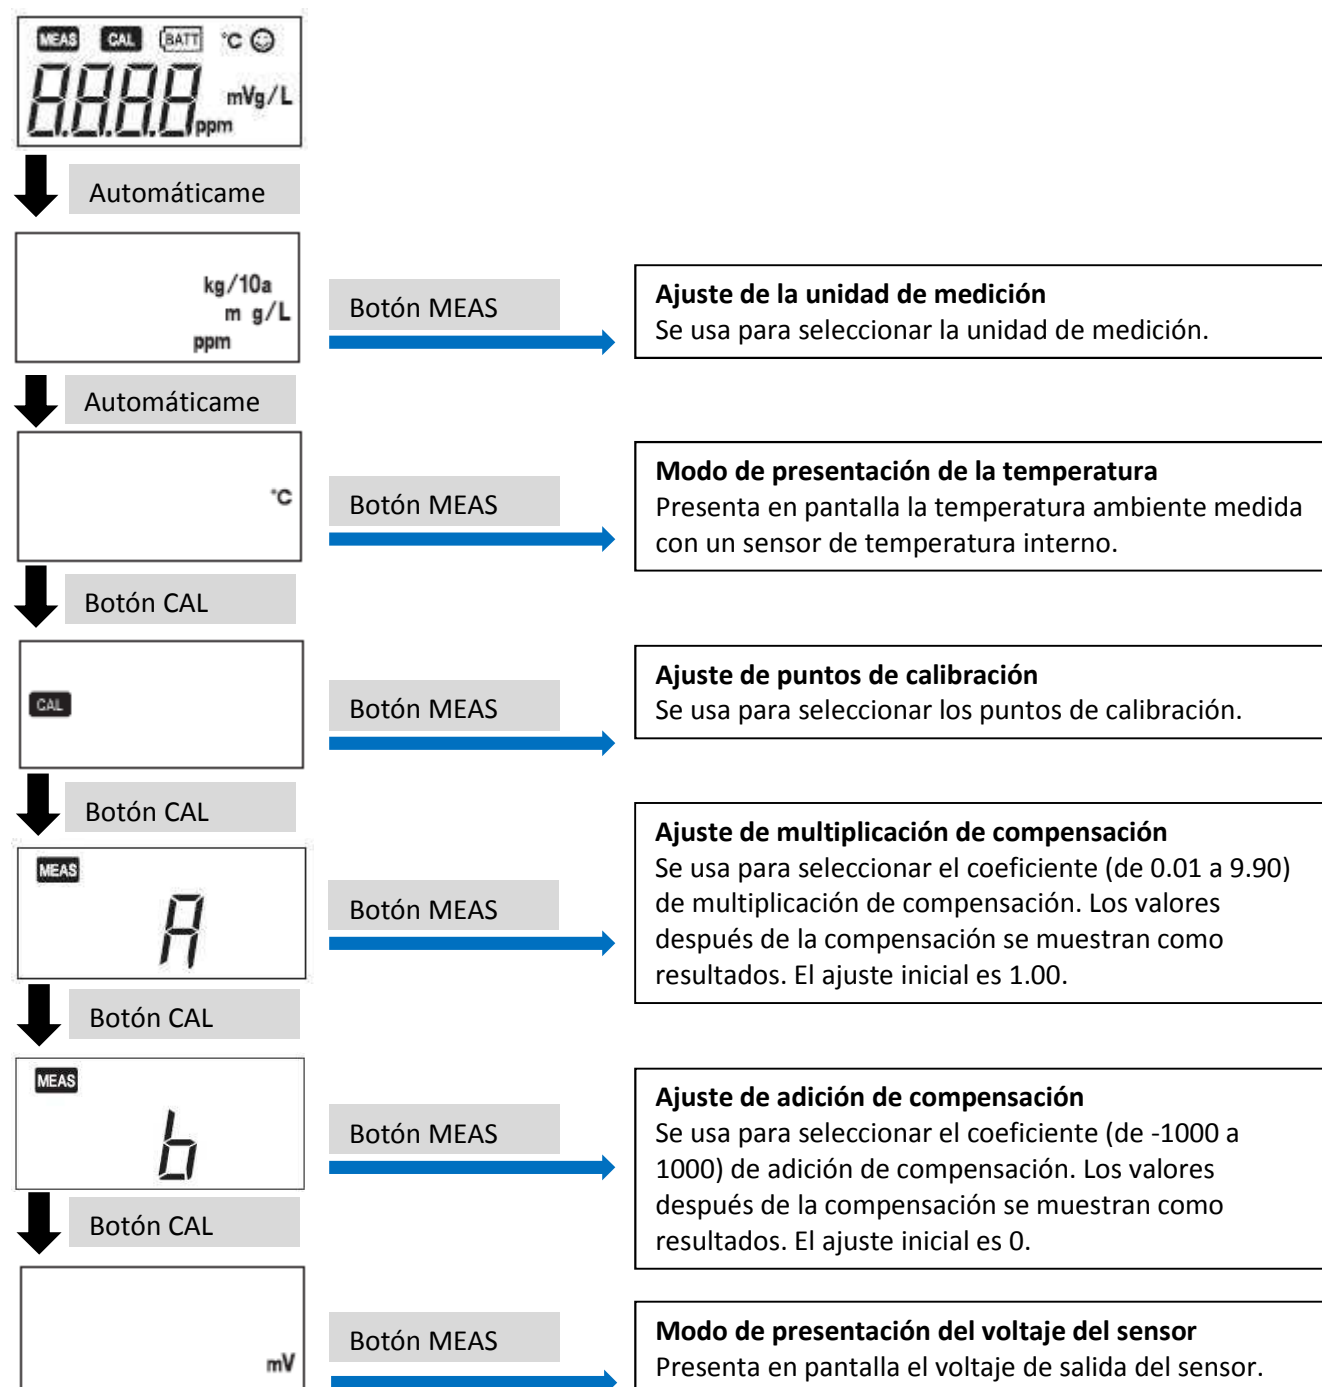 MEAS CAL BATT °C
8.8.8.8 mVg/L
ppm
Automáticame
kg/10a
m g/L
ppm
Botón MEAS
Ajuste de la unidad de medición
Se usa para seleccionar la unidad de medición.
Automáticame
°C
Botón MEAS
Modo de presentación de la temperatura
Presenta en pantalla la temperatura ambiente medida
con un sensor de temperatura interno.
Botón CAL
CAL
Botón MEAS
Ajuste de puntos de calibración
Se usa para seleccionar los puntos de calibración.
Botón CAL
MEAS
A
Botón MEAS
Ajuste de multiplicación de compensación
Se usa para seleccionar el coeficiente (de 0.01 a 9.90)
de multiplicación de compensación. Los valores
después de la compensación se muestran como
resultados. El ajuste inicial es 1.00.
Botón CAL
MEAS
b
Botón MEAS
Ajuste de adición de compensación
Se usa para seleccionar el coeficiente (de -1000 a
1000) de adición de compensación. Los valores
después de la compensación se muestran como
resultados. El ajuste inicial es 0.
Botón CAL
mV
Botón MEAS
Modo de presentación del voltaje del sensor
Presenta en pantalla el voltaje de salida del sensor.